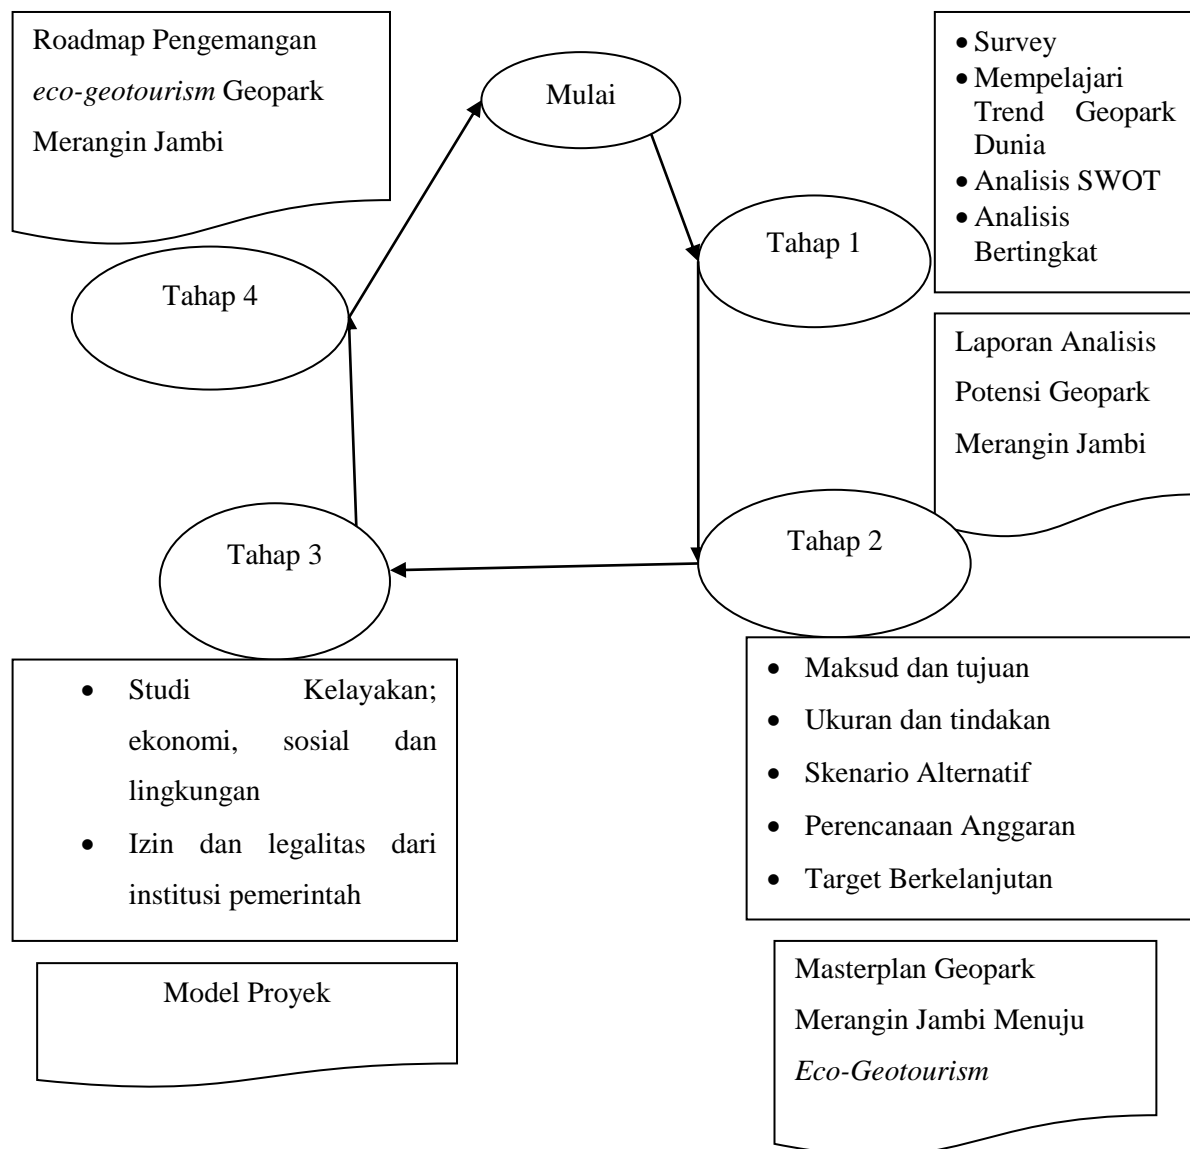 Roadmap Pengemangan
eco-geotourism Geopark
Merangin Jambi
Mulai
• Survey
• Mempelajari
Trend Geopark
Dunia
• Analisis SWOT
• Analisis
Bertingkat
Tahap 1
Tahap 4
Laporan Analisis
Potensi Geopark
Merangin Jambi
Tahap 2
Tahap 3
• Studi Kelayakan;
ekonomi, sosial dan
lingkungan
• Izin dan legalitas dari
institusi pemerintah
• Maksud dan tujuan
• Ukuran dan tindakan
• Skenario Alternatif
• Perencanaan Anggaran
• Target Berkelanjutan
Model Proyek
Masterplan Geopark
Merangin Jambi Menuju
Eco-Geotourism